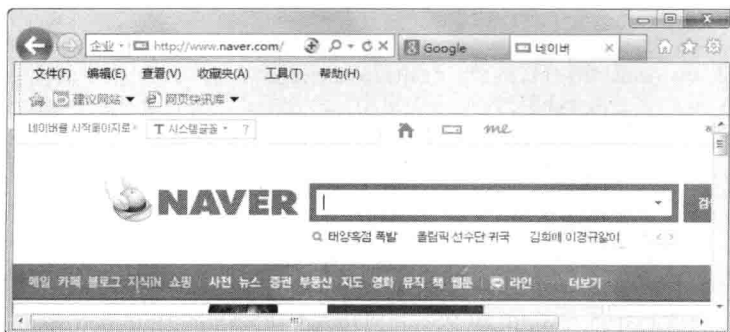 企业 http://www.naver.com/ Google 네이버
文件(F) 编辑(E) 查看(V) 收藏夹(A) 工具(T) 帮助(H)
建议网站 网页快讯库
네이버를 시작페이지로 T 시스템글꼴 ?
me
NAVER
태양흑점 폭발 올림픽 선수단 귀국 김희애 이경규앓이
메일 카페 블로그 지식iN 쇼핑 사전 뉴스 증권 부동산 지도 영화 뮤직 책 웹툰 라인 더보기